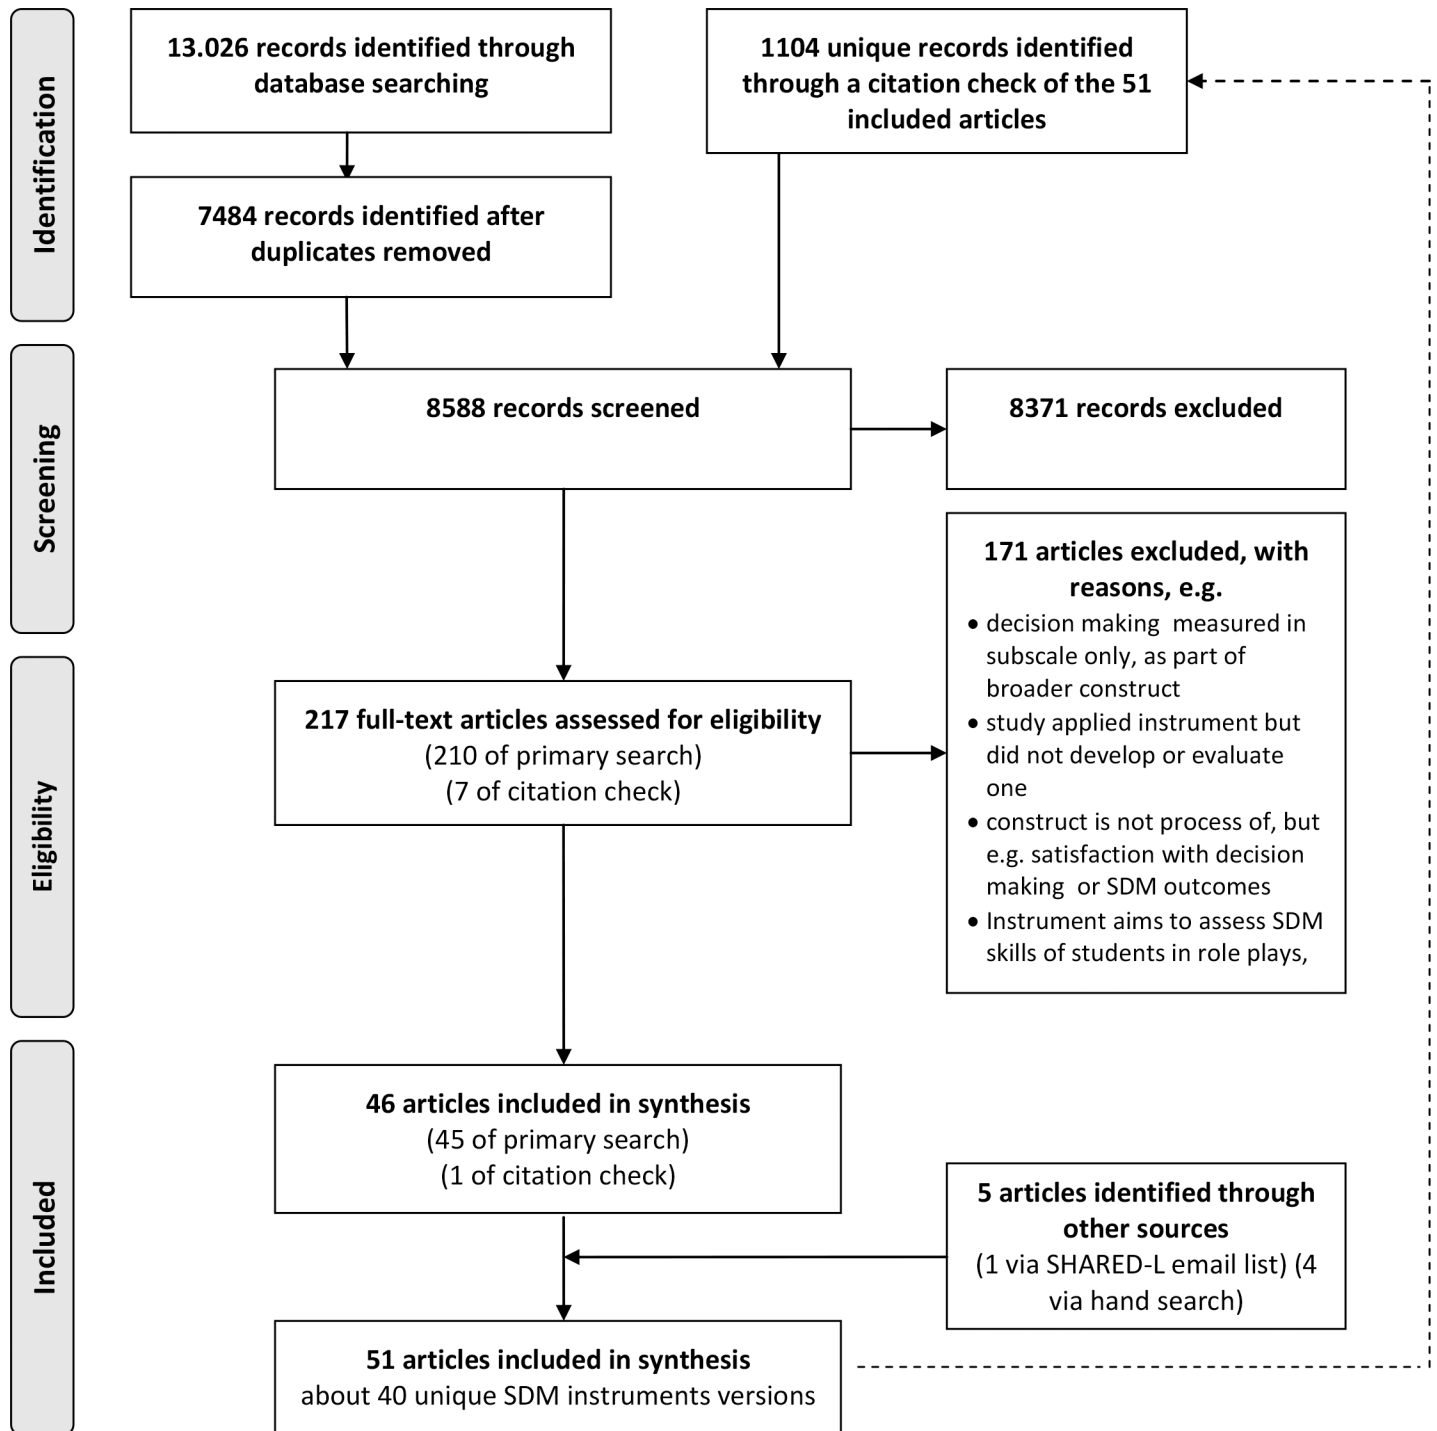 Identification
13.026 records identified through
database searching
1104 unique records identified
through a citation check of the 51
included articles
7484 records identified after
duplicates removed
Screening
8588 records screened
8371 records excluded
171 articles excluded, with
reasons, e.g.
• decision making  measured in
subscale only, as part of
broader construct
• study applied instrument but
did not develop or evaluate
one
• construct is not process of, but
e.g. satisfaction with decision
making  or SDM outcomes
• Instrument aims to assess SDM
skills of students in role plays,
Eligibility
217 full-text articles assessed for eligibility
(210 of primary search)
(7 of citation check)
Included
46 articles included in synthesis
(45 of primary search)
(1 of citation check)
5 articles identified through
other sources
(1 via SHARED-L email list) (4
via hand search)
51 articles included in synthesis
about 40 unique SDM instruments versions